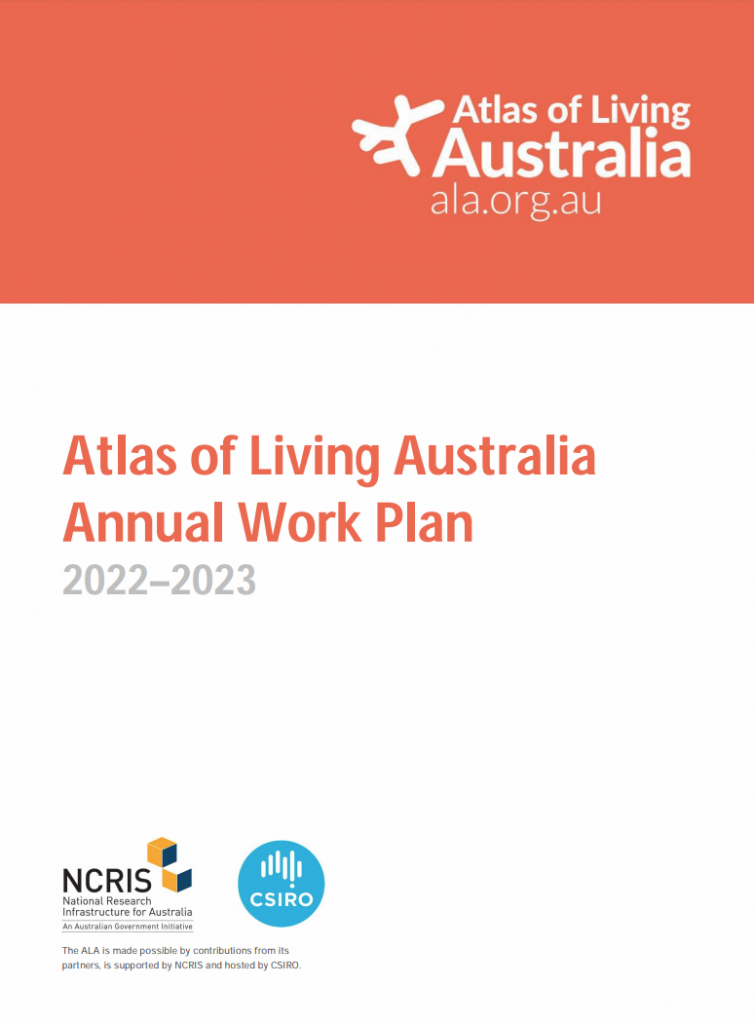 Atlas of Living
Australia
ala.org.au
Atlas of Living Australia
Annual Work Plan
2022–2023
NCRIS
National Research
Infrastructure for Australia
An Australian Government Initiative
CSIRO
The ALA is made possible by contributions from its
partners, is supported by NCRIS and hosted by CSIRO.